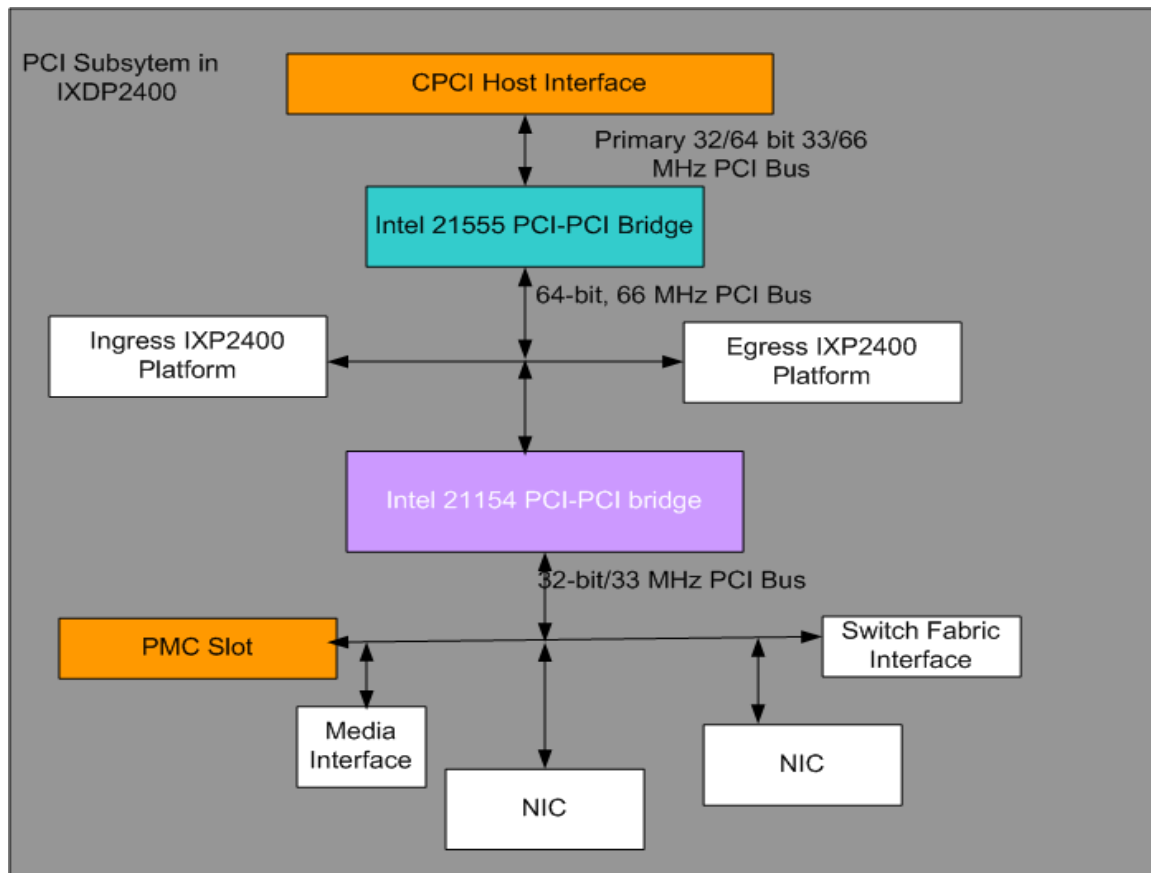 PCI Subsytem in
IXDP2400
CPCI Host Interface
Primary 32/64 bit 33/66
MHz PCI Bus
Intel 21555 PCI-PCI Bridge
64-bit, 66 MHz PCI Bus
Ingress IXP2400
Platform
Egress IXP2400
Platform
Intel 21154 PCI-PCI bridge
32-bit/33 MHz PCI Bus
PMC Slot
Switch Fabric
Interface
Media
Interface
NIC
NIC